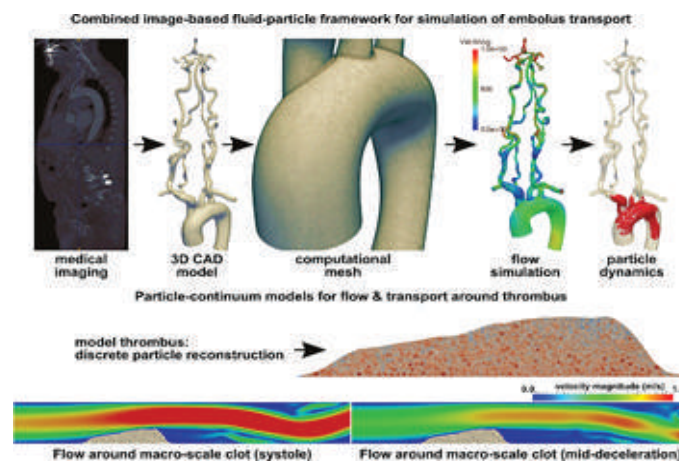 Combined image-based fluid-particle framework for simulation of embolus transport
medical
imaging
3D CAD
model
computational
mesh
flow
simulation
particle
dynamics
Particle-continuum models for flow & transport around thrombus
model thrombus:
discrete particle reconstruction
velocity magnitude (m/s)
Flow around macro-scale clot (systole)
Flow around macro-scale clot (mid-deceleration)